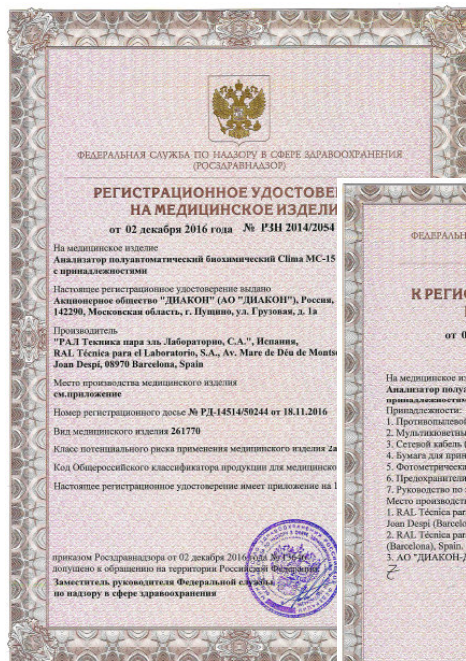 ФЕДЕРАЛЬНАЯ СЛУЖБА ПО НАДЗОРУ В СФЕРЕ ЗДРАВООХРАНЕНИЯ
(РОСЗДРАВНАДЗОР)
РЕГИСТРАЦИОННОЕ УДОСТОВЕ
НА МЕДИЦИНСКОЕ ИЗДЕЛИ
от 02 декабря 2016 года № РЗН 2014/2054
На медицинское изделие
Анализатор полуавтоматический биохимический Clima MC-15
с принадлежностями
Настоящее регистрационное удостоверение выдано
Акционерное общество "ДИАКОН" (АО "ДИАКОН"), Россия,
142290, Московская область, г. Пущино, ул. Грузовая, д. 1а
Производитель
"РАЛ Текника пара эль Лабораторио, С.А.", Испания,
RAL Técnica para el Laboratorio, S.A., Av. Mare de Déu de Montse
Joan Despí, 08970 Barcelona, Spain
Место производства медицинского изделия
см.приложение
Номер регистрационного досье № РД-14514/50244 от 18.11.2016
Вид медицинского изделия 261770
Класс потенциального риска применения медицинского изделия 2а
Код Общероссийского классификатора продукции для медицинско
Настоящее регистрационное удостоверение имеет приложение на 1
приказом Росздравнадзора от 02 декабря 2016 года №
допущено к обращению на территории Российской Федерации
Заместитель руководителя Федеральной службы
по надзору в сфере здравоохранения
ФЕДЕРАЛЬН
К РЕГИС
от 0
На медицинское из
Анализатор полуа
принадлежностям
Принадлежности:
1. Противопылевой
2. Мультикюветны
3. Сетевой кабель
4. Бумага для прин
5. Фотометрически
6. Предохранители
7. Руководство по
Место производств
1. RAL Técnica par
Joan Despi (Barcelo
2. RAL Técnica par
(Barcelona), Spain.
3. АО "ДИАКОН-